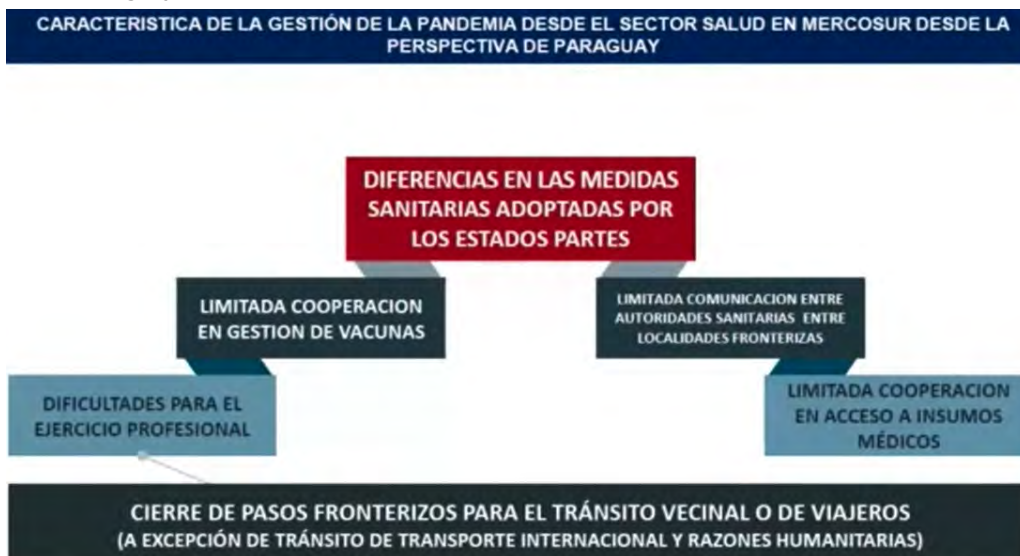 CARACTERISTICA DE LA GESTIÓN DE LA PANDEMIA DESDE EL SECTOR SALUD EN MERCOSUR DESDE LA
PERSPECTIVA DE PARAGUAY
DIFERENCIAS EN LAS MEDIDAS
SANITARIAS ADOPTADAS POR
LOS ESTADOS PARTES
LIMITADA COOPERACION
EN GESTION DE VACUNAS
LIMITADA COMUNICACION ENTRE
AUTORIDADES SANITARIAS ENTRE
LOCALIDADES FRONTERIZAS
DIFICULTADES PARA EL
EJERCICIO PROFESIONAL
LIMITADA COOPERACION
EN ACCESO A INSUMOS
MÉDICOS
CIERRE DE PASOS FRONTERIZOS PARA EL TRÁNSITO VECINAL O DE VIAJEROS
(A EXCEPCIÓN DE TRÁNSITO DE TRANSPORTE INTERNACIONAL Y RAZONES HUMANITARIAS)